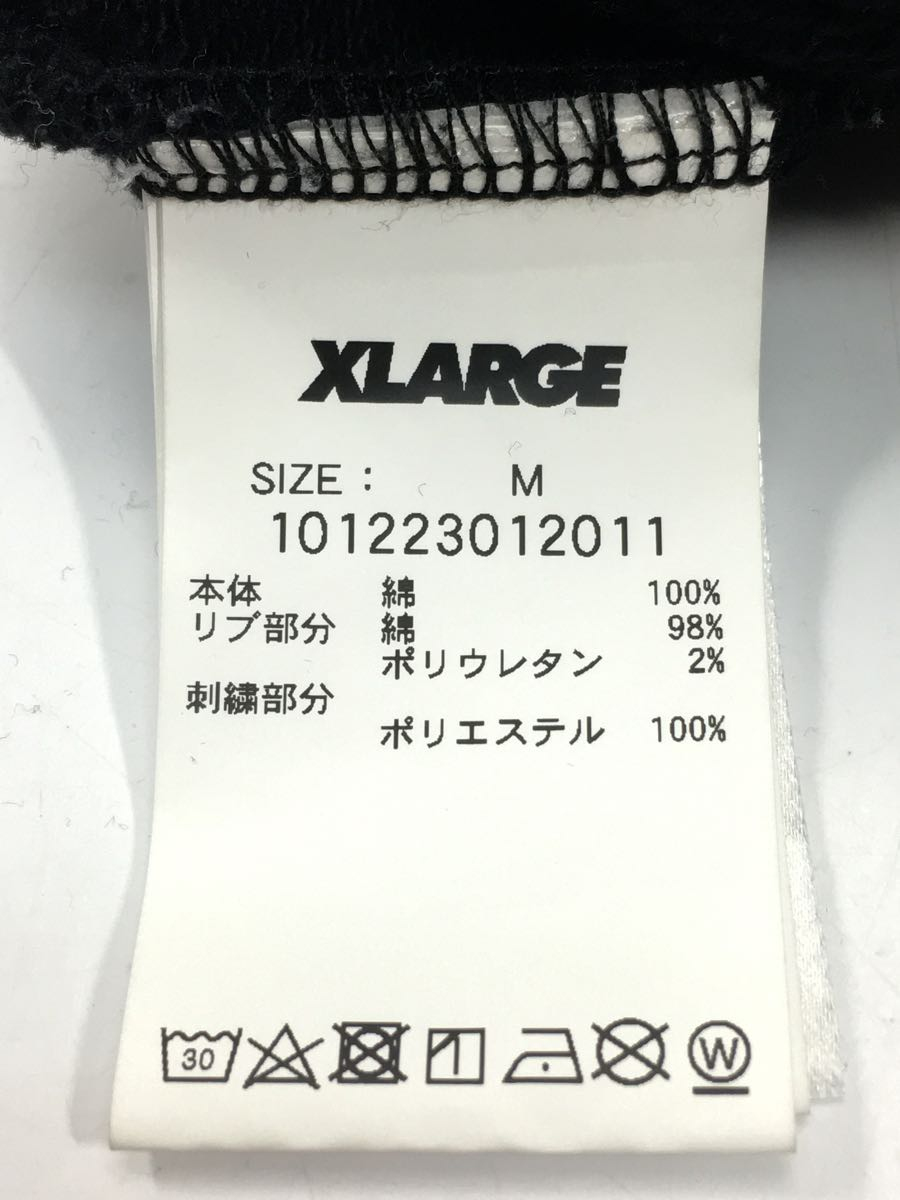 XLARGE
SIZE : M
101223012011
本体 綿 100%
リブ部分 綿 98%
ポリウレタン 2%
刺繍部分
ポリエステル 100%
30 W